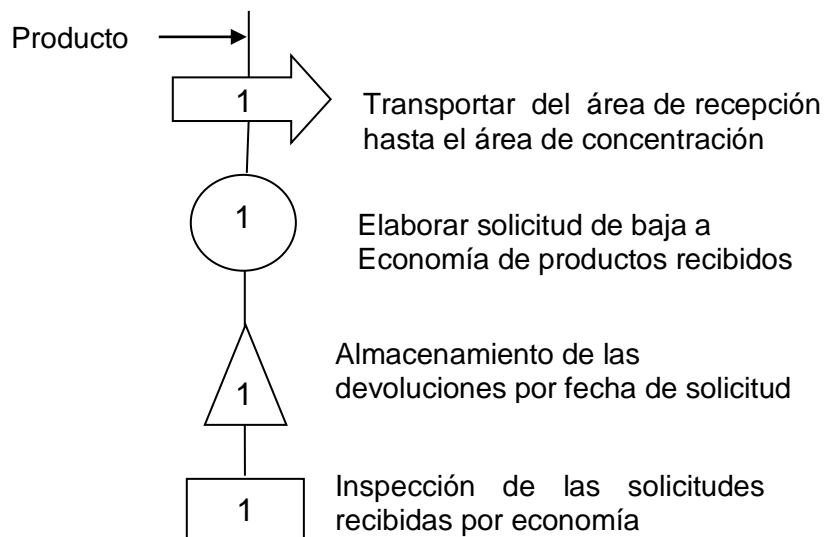 Producto
1
Transportar del área de recepción
hasta el área de concentración
1
Elaborar solicitud de baja a
Economía de productos recibidos
Almacenamiento de las
devoluciones por fecha de solicitud
1
Inspección de las solicitudes
recibidas por economía
1